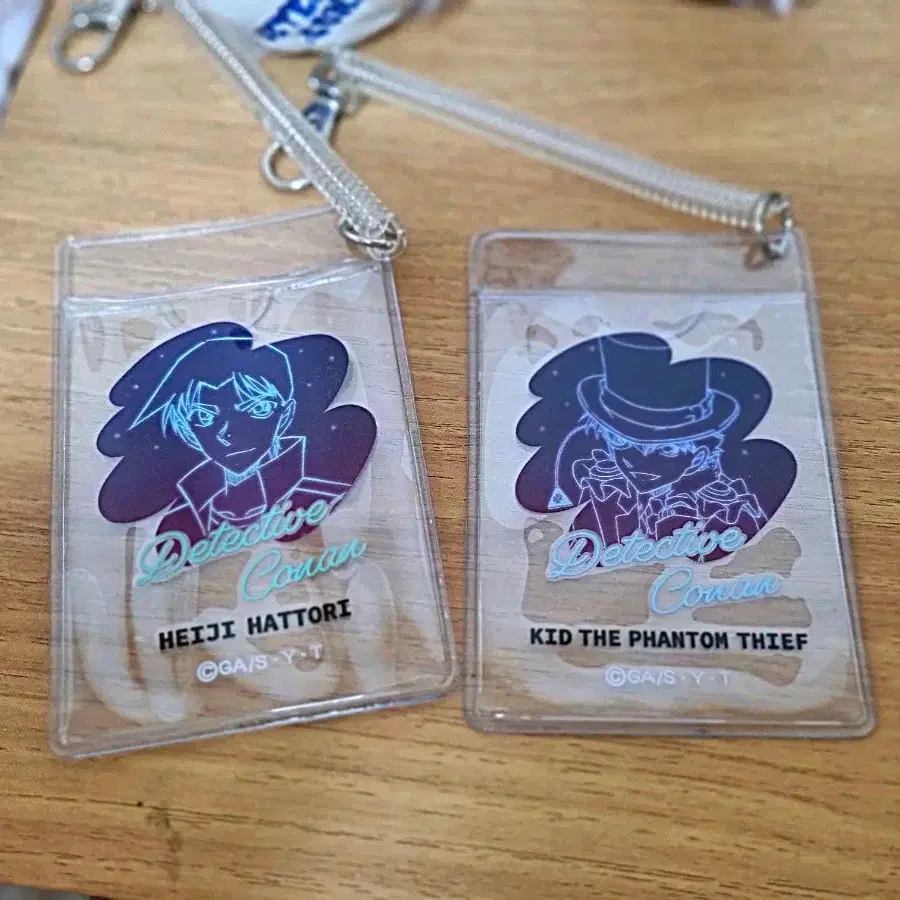 Detective
Conan
HEIJI HATTORI
©GA/S・Y・T
Detective
Conan
KID THE PHANTOM THIEF
©GA/S・Y・T